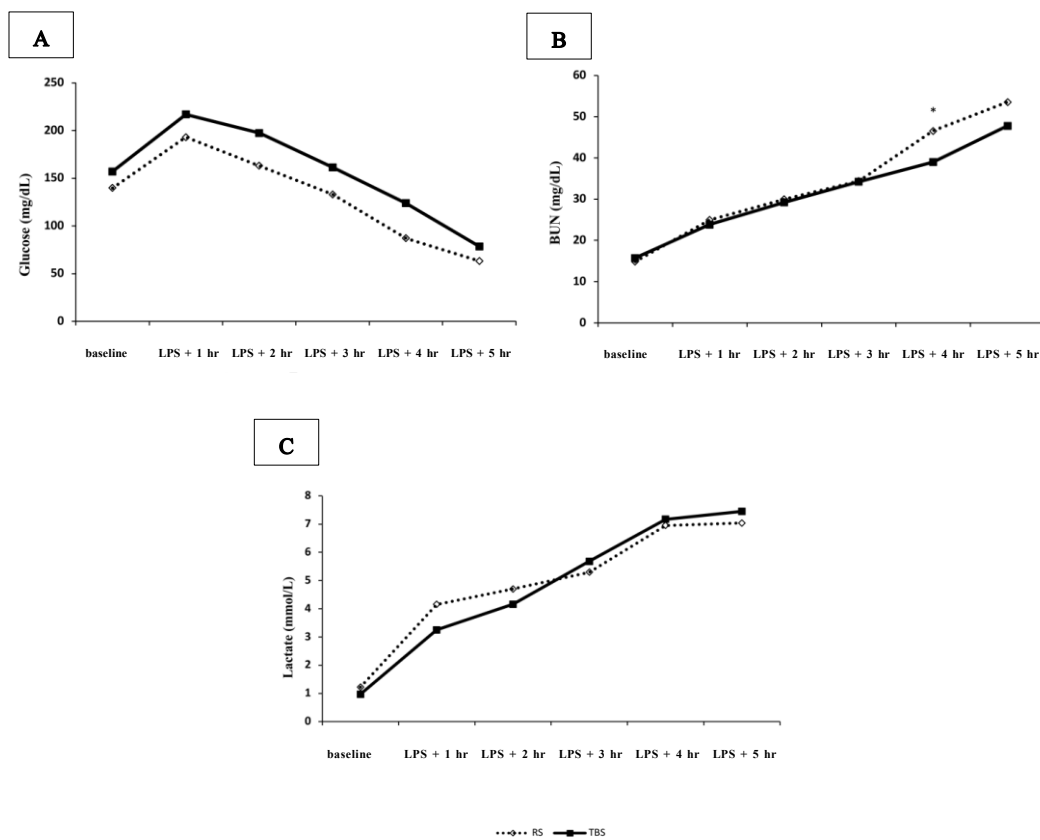 A
Glucose (mg/dL)
250
200
150
100
50
0
baseline LPS + 1 hr LPS + 2 hr LPS + 3 hr LPS + 4 hr LPS + 5 hr
B
BUN (mg/dL)
60
50
40
30
20
10
0
*
baseline LPS + 1 hr LPS + 2 hr LPS + 3 hr LPS + 4 hr LPS + 5 hr
C
Lactate (mmol/L)
8
7
6
5
4
3
2
1
0
baseline LPS + 1 hr LPS + 2 hr LPS + 3 hr LPS + 4 hr LPS + 5 hr
RS TBS